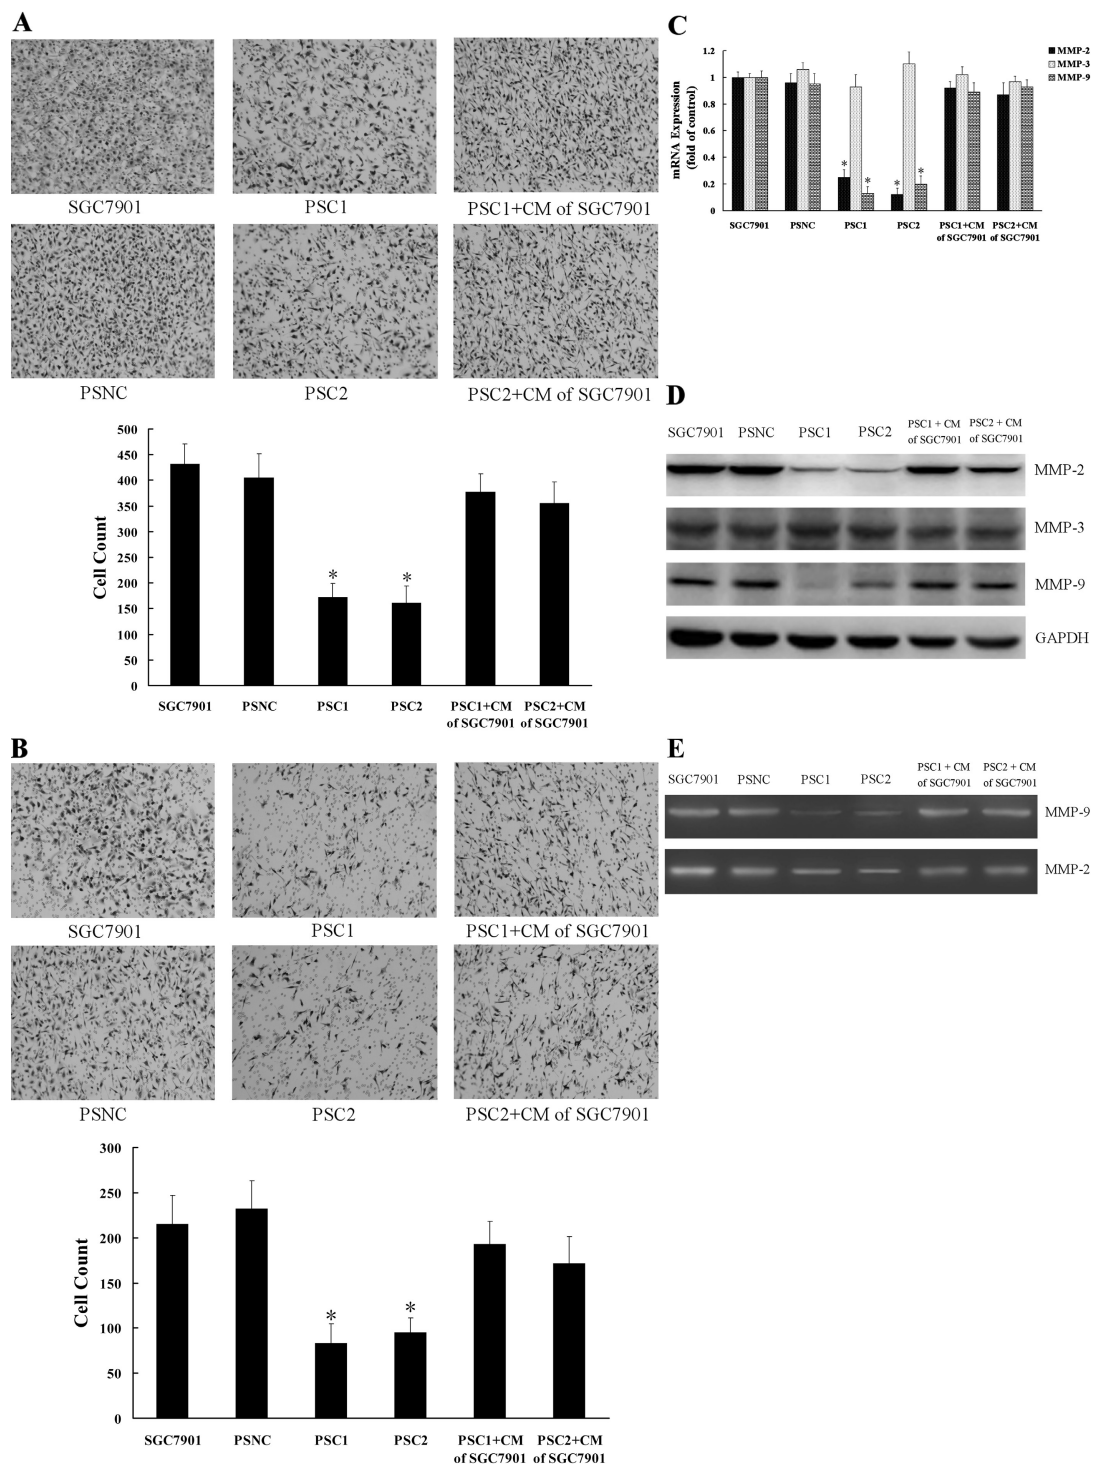 A
SGC7901
PSC1
PSC1+CM of SGC7901
PSNC
PSC2
PSC2+CM of SGC7901
500
450
400
350
300
250
200
150
100
50
0
Cell Count
*
*
SGC7901
PSNC
PSC1
PSC2
PSC1+CM
of SGC7901
PSC2+CM
of SGC7901
B
SGC7901
PSC1
PSC1+CM of SGC7901
PSNC
PSC2
PSC2+CM of SGC7901
300
250
200
150
100
50
0
Cell Count
*
*
SGC7901
PSNC
PSC1
PSC2
PSC1+CM
of SGC7901
PSC2+CM
of SGC7901
C
1.2
1
0.8
0.6
0.4
0.2
0
mRNA Expression
(fold of control)
*
*
*
*
MMP-2
MMP-3
MMP-9
SGC7901
PSNC
PSC1
PSC2
PSC1+CM
of SGC7901
PSC2+CM
of SGC7901
D
SGC7901
PSNC
PSC1
PSC2
PSC1 + CM
of SGC7901
PSC2 + CM
of SGC7901
MMP-2
MMP-3
MMP-9
GAPDH
E
SGC7901
PSNC
PSC1
PSC2
PSC1 + CM
of SGC7901
PSC2 + CM
of SGC7901
MMP-9
MMP-2